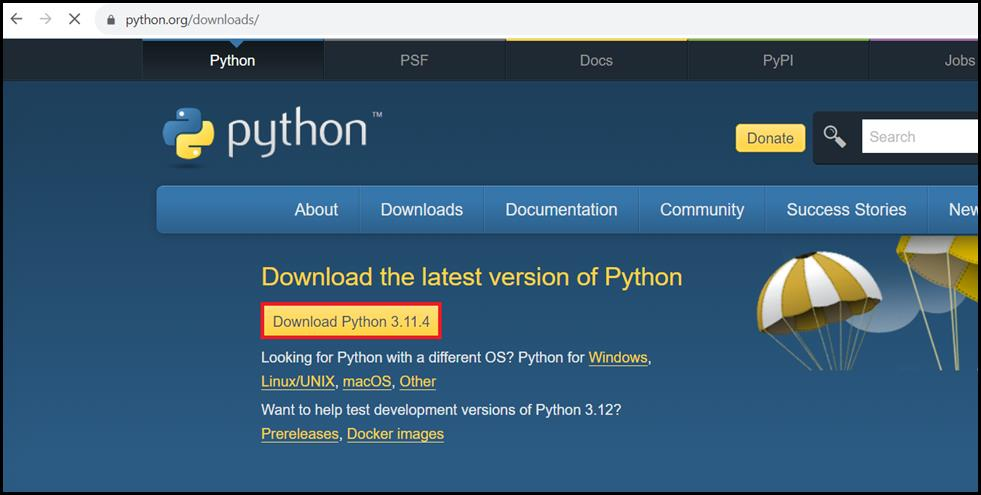 python.org/downloads/
Python PSF Docs PyPI Jobs
python™
Donate Search
About Downloads Documentation Community Success Stories New
Download the latest version of Python
Download Python 3.11.4
Looking for Python with a different OS? Python for Windows,
Linux/UNIX, macOS, Other
Want to help test development versions of Python 3.12?
Prereleases, Docker images